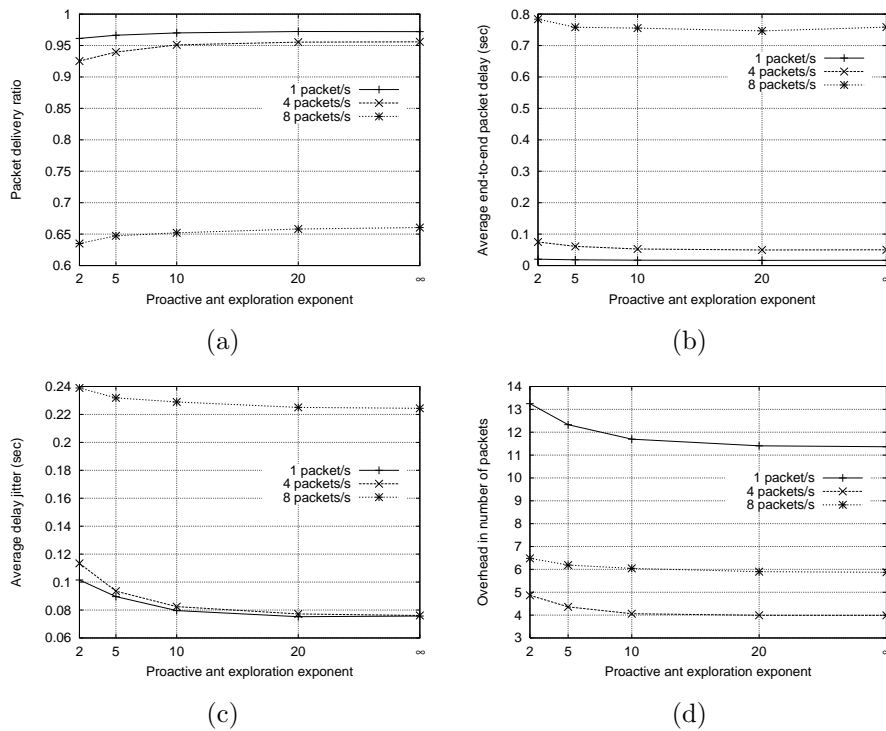 Packet delivery ratio
1
0.95
0.9
0.85
0.8
0.75
0.7
0.65
0.6
1 packet/s
4 packets/s
8 packets/s
2 5 10 20 ∞
Proactive ant exploration exponent
(a)
Average end-to-end packet delay (sec)
0.8
0.7
0.6
0.5
0.4
0.3
0.2
0.1
0
1 packet/s
4 packets/s
8 packets/s
2 5 10 20 ∞
Proactive ant exploration exponent
(b)
Average delay jitter (sec)
0.24
0.22
0.2
0.18
0.16
0.14
0.12
0.1
0.08
0.06
1 packet/s
4 packets/s
8 packets/s
2 5 10 20 ∞
Proactive ant exploration exponent
(c)
Overhead in number of packets
14
13
12
11
10
9
8
7
6
5
4
3
1 packet/s
4 packets/s
8 packets/s
2 5 10 20 ∞
Proactive ant exploration exponent
(d)